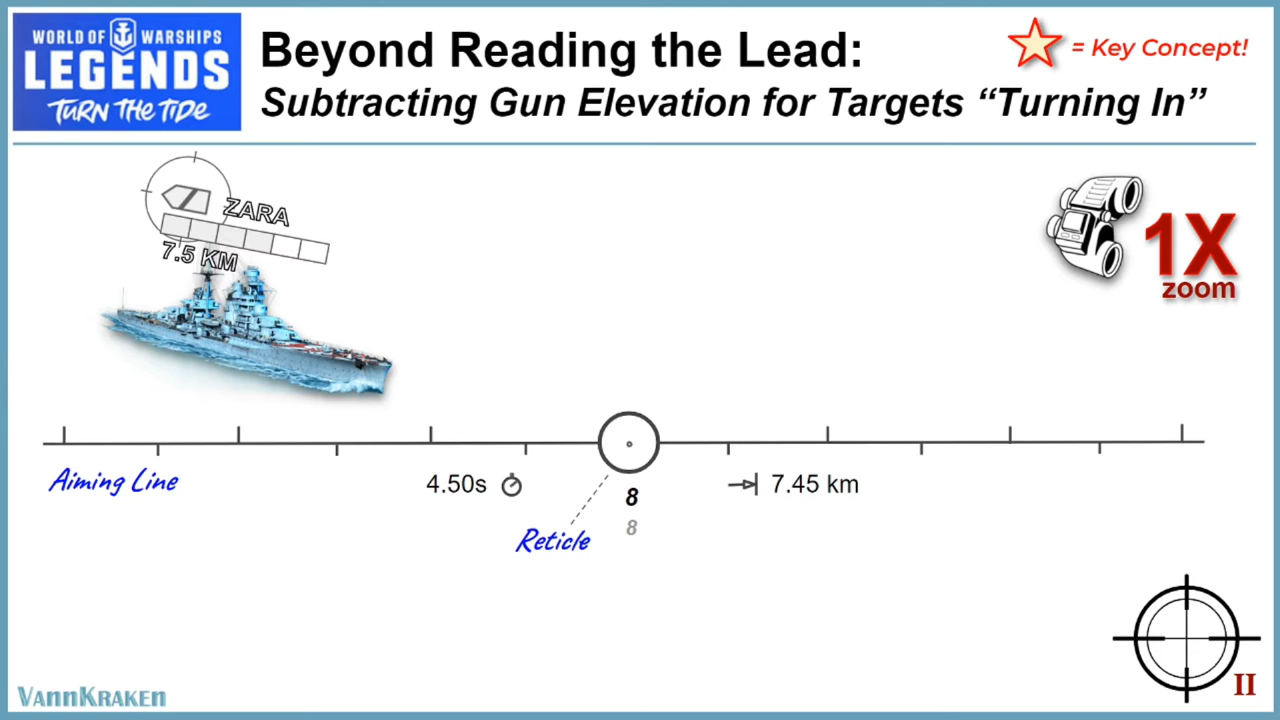 WORLD OF WARSHIPS
LEGENDS
TURN THE TIDE
Beyond Reading the Lead:
Subtracting Gun Elevation for Targets “Turning In”
= Key Concept!
ZARA
7.5 KM
1X
zoom
Aiming Line
4.50s
8
8
7.45 km
Reticle
VANNKRAKEN
II